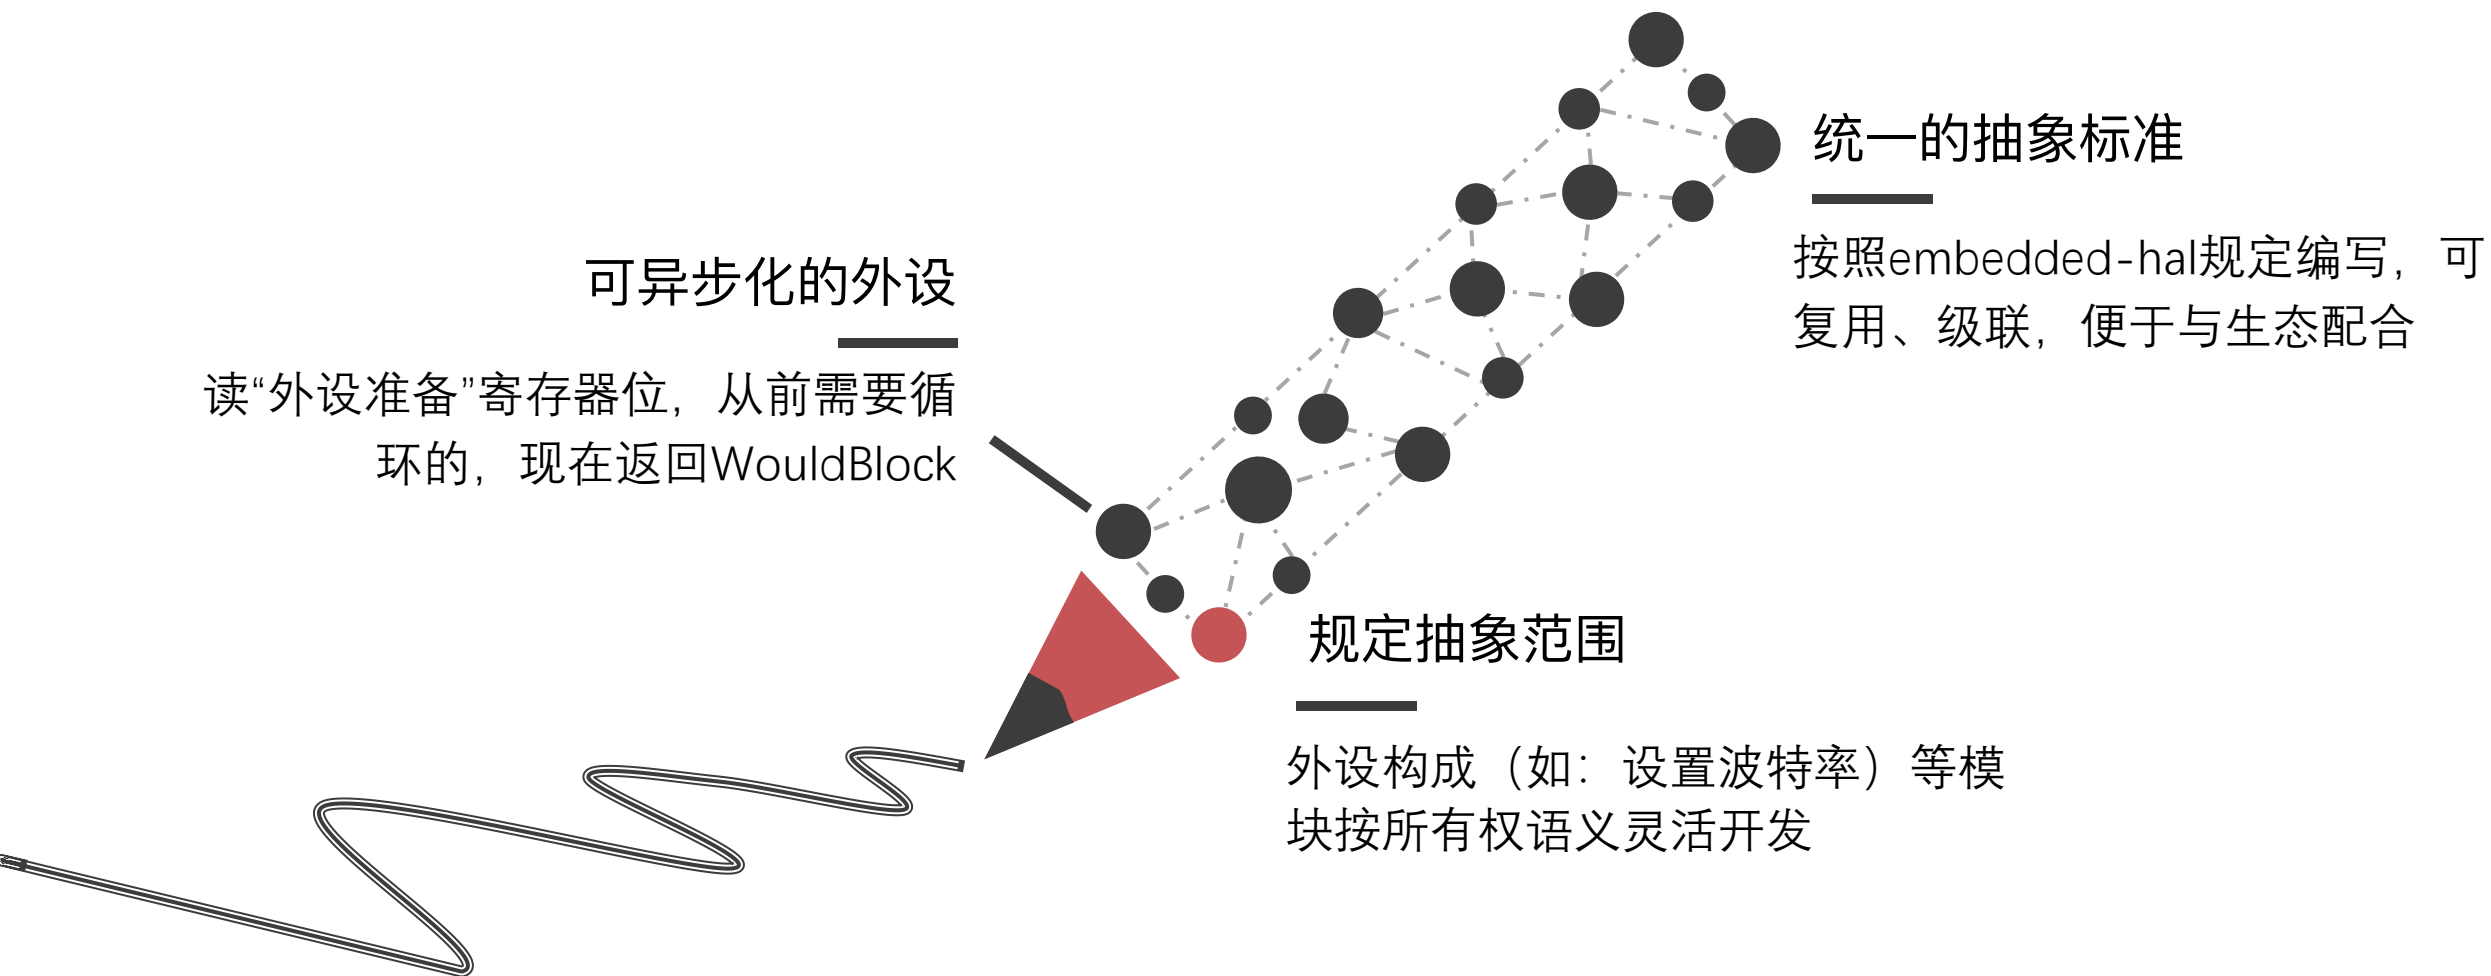 统一的抽象标准
按照embedded-hal规定编写，可
复用、级联，便于与生态配合
可异步化的外设
读“外设准备”寄存器位，从前需要循
环的，现在返回WouldBlock
规定抽象范围
外设构成（如：设置波特率）等模
块按所有权语义灵活开发